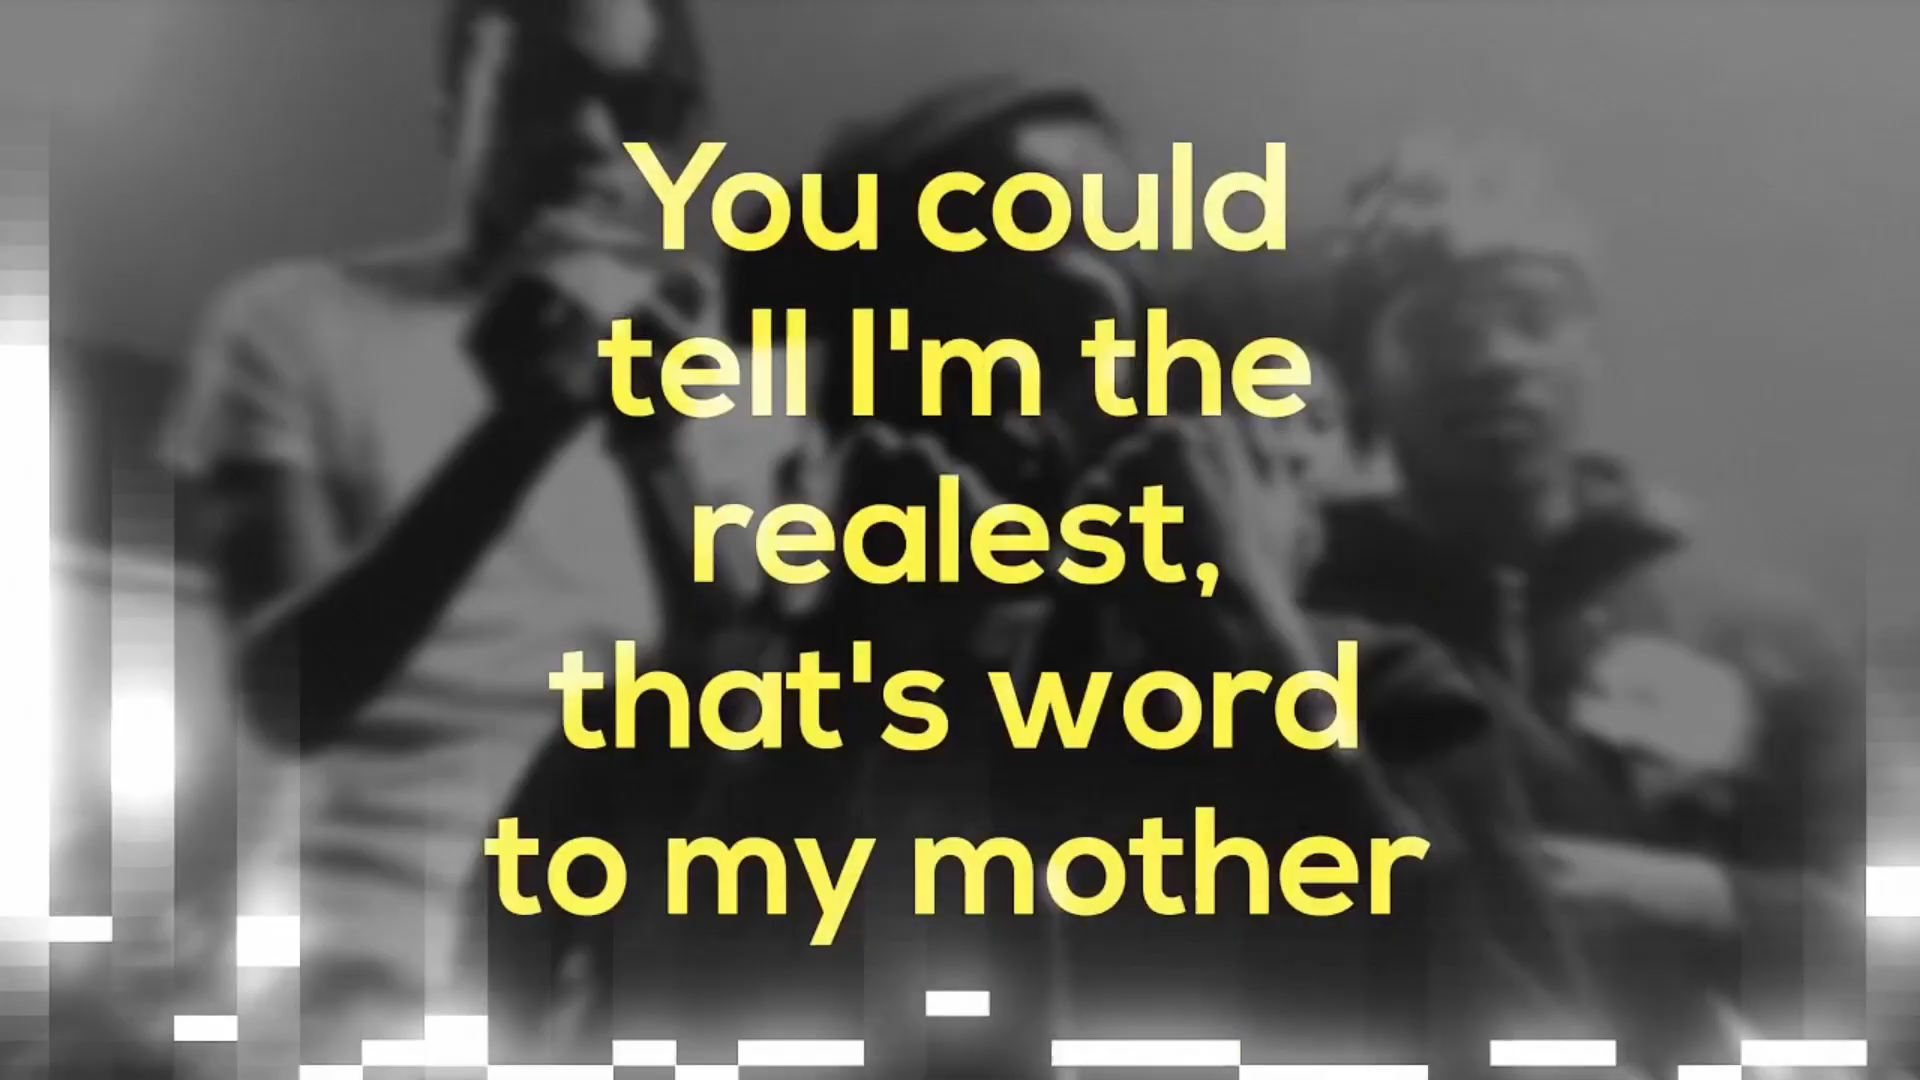 You could
tell I'm the
realest,
that's word
to my mother